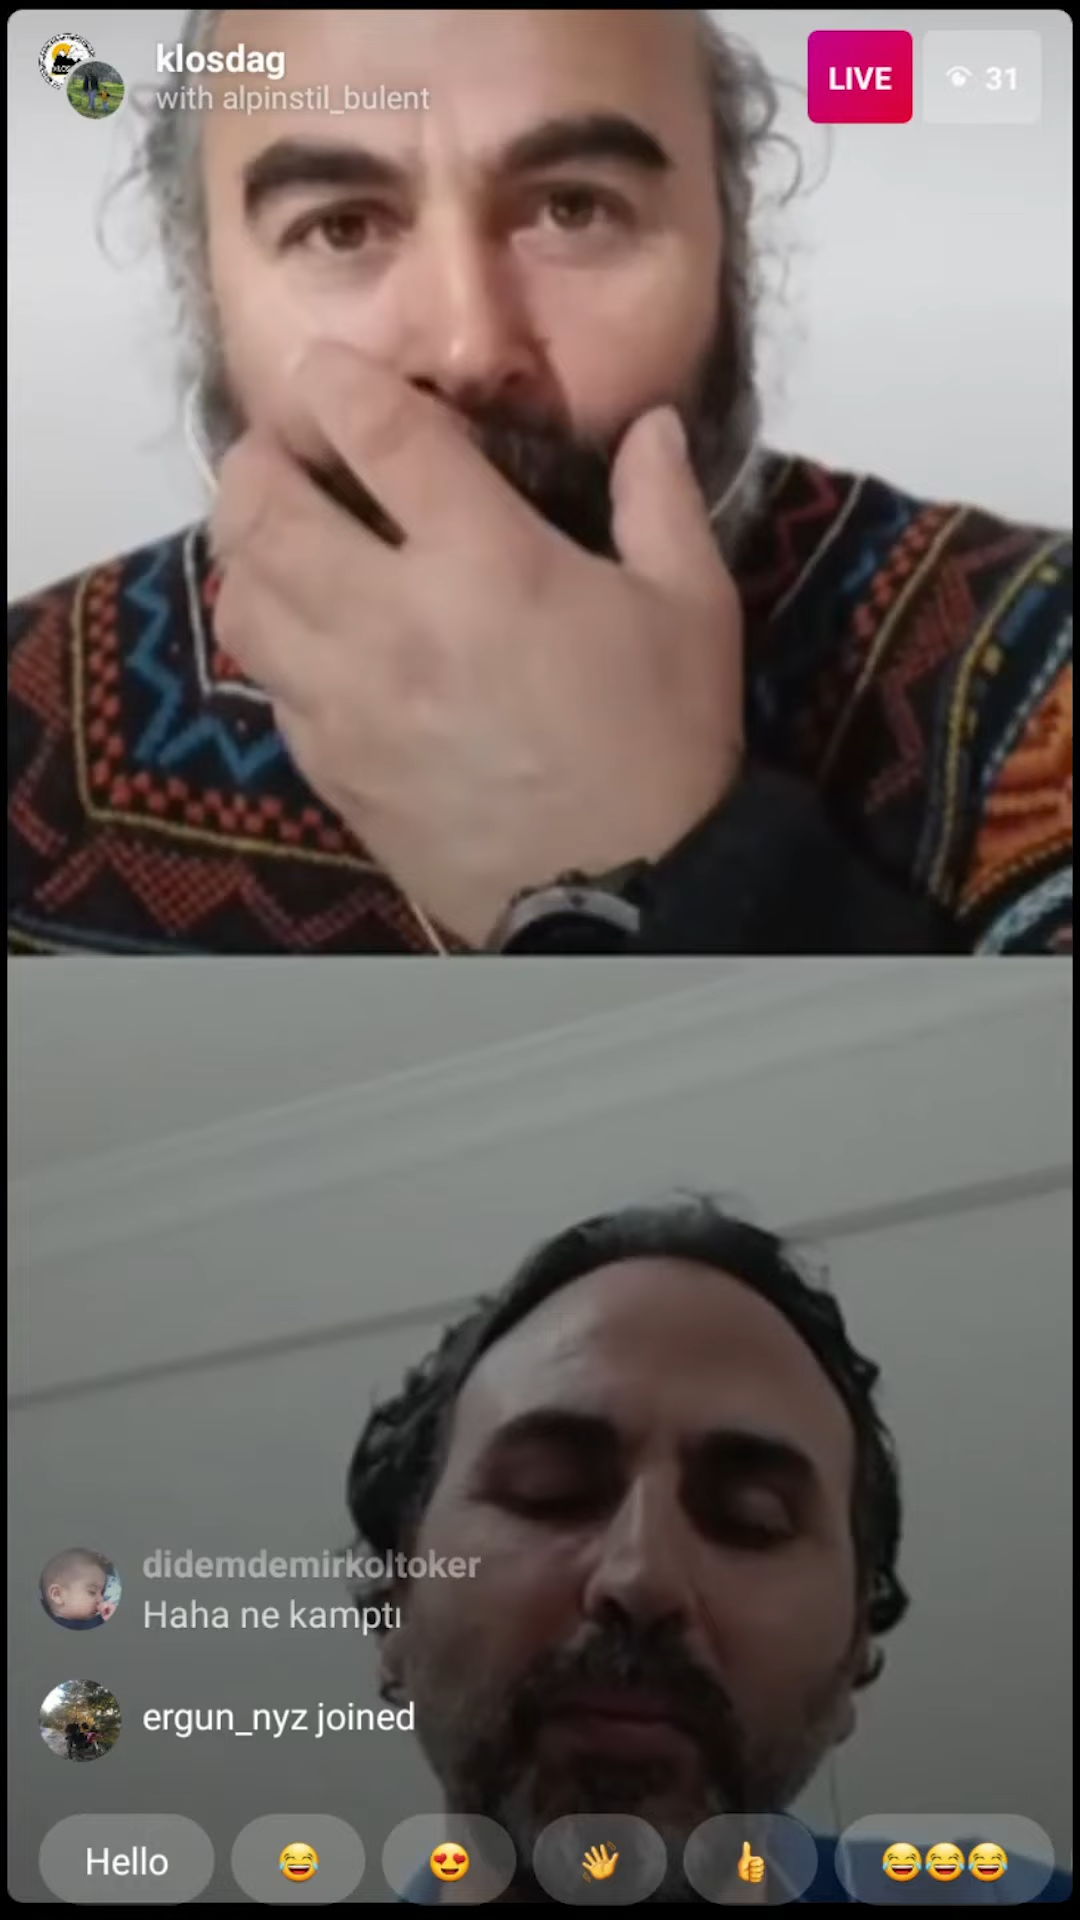 klosdag
with alpinstil_bulent
LIVE
31
didemdemirkoltoker
Haha ne kamptı
ergun_nyz joined
Hello